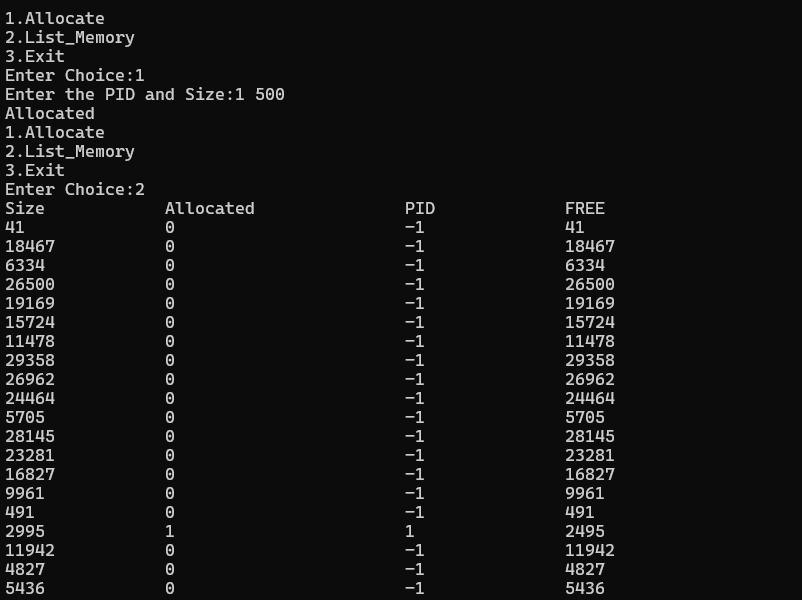 1.Allocate
2.List_Memory
3.Exit
Enter Choice:1
Enter the PID and Size:1 500
Allocated
1.Allocate
2.List_Memory
3.Exit
Enter Choice:2
Size Allocated PID FREE
41 0 -1 41
18467 0 -1 18467
6334 0 -1 6334
26500 0 -1 26500
19169 0 -1 19169
15724 0 -1 15724
11478 0 -1 11478
29358 0 -1 29358
26962 0 -1 26962
24464 0 -1 24464
5705 0 -1 5705
28145 0 -1 28145
23281 0 -1 23281
16827 0 -1 16827
9961 0 -1 9961
491 0 -1 491
2995 1 1 2495
11942 0 -1 11942
4827 0 -1 4827
5436 0 -1 5436